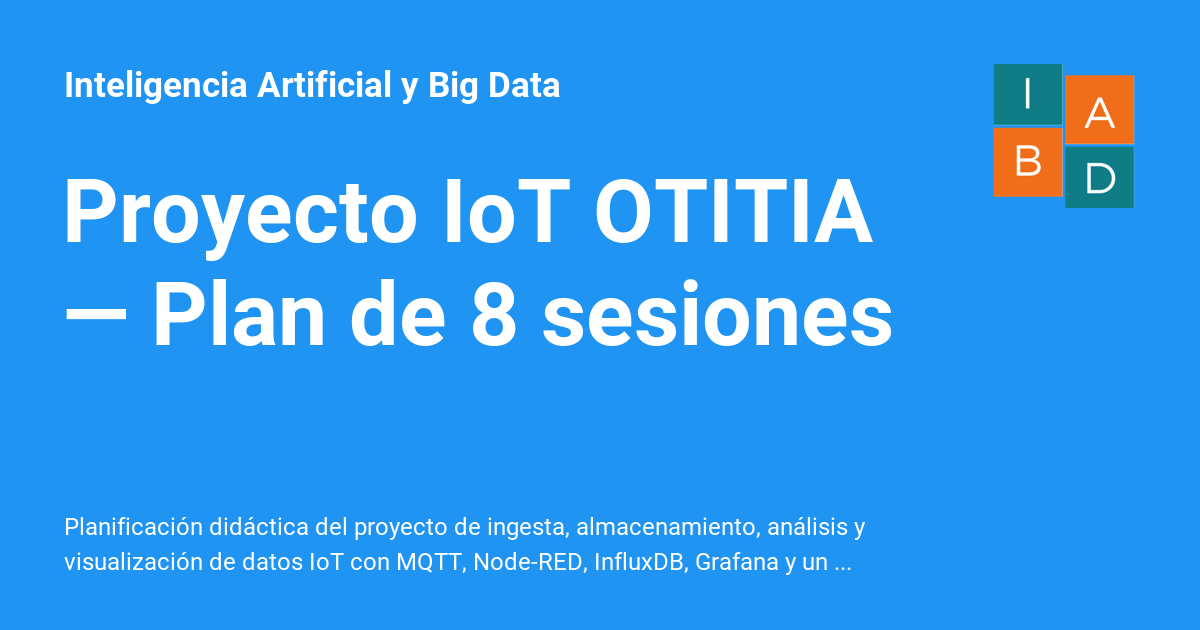 Inteligencia Artificial y Big Data
I
A
B
D
Proyecto IoT OTITIA
— Plan de 8 sesiones
Planificación didáctica del proyecto de ingesta, almacenamiento, análisis y
visualización de datos IoT con MQTT, Node-RED, InfluxDB, Grafana y un ...